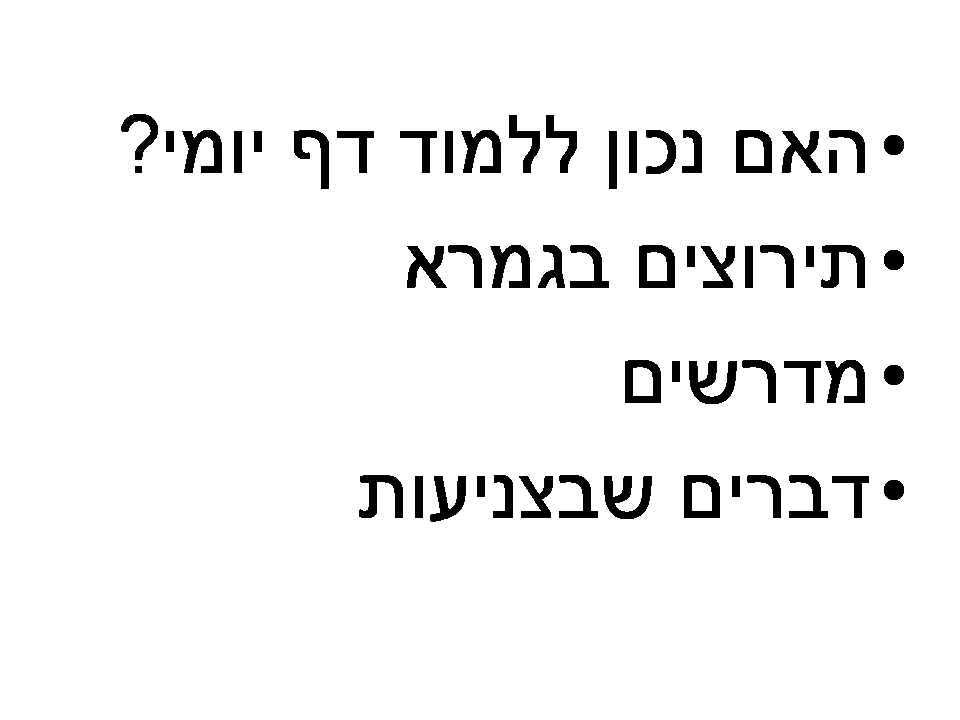 •האם נכון ללמוד דף יומי?
•תירוצים בגמרא
•מדרשים
•דברים שבצניעות